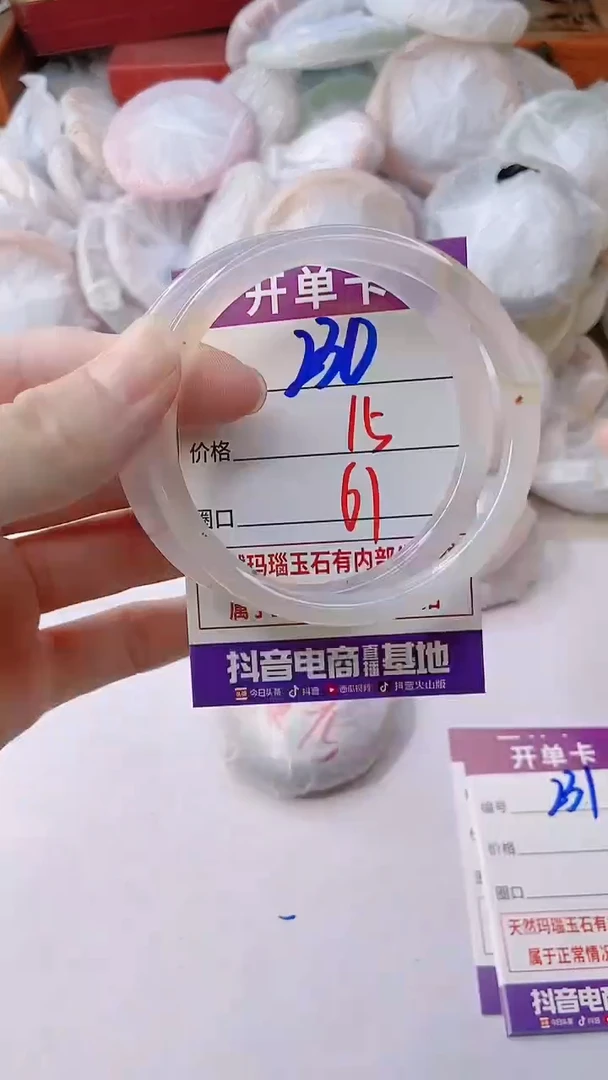 开单卡
230
价格 15
圈口 61
然玛瑙玉石有内部
属于
抖音电商直播基地
今日头条 抖音 西瓜视频 抖音火山版
75
开单卡
编号 231
价格
圈口
天然玛瑙玉石有
属于正常情况
抖音电商
今日头条 抖音